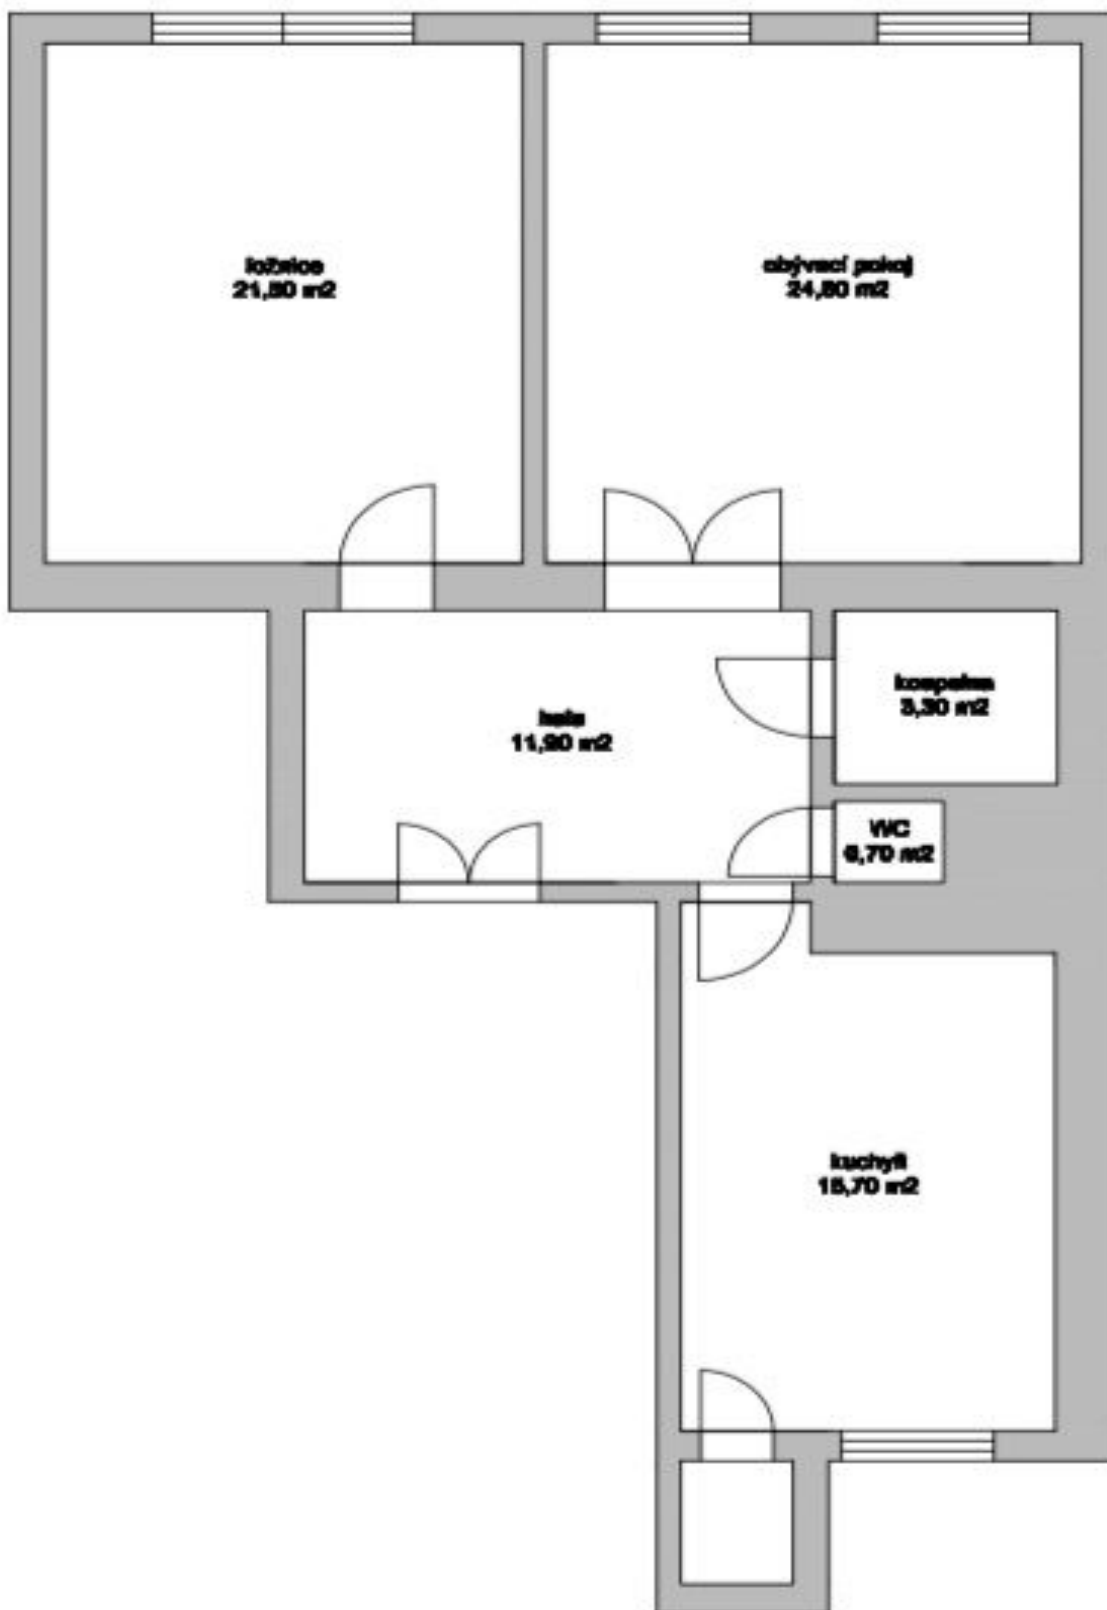 ložnice
21,80 m2
obývací pokoj
24,80 m2
hala
11,90 m2
koupelna
3,30 m2
WC
0,70 m2
kuchyň
15,70 m2